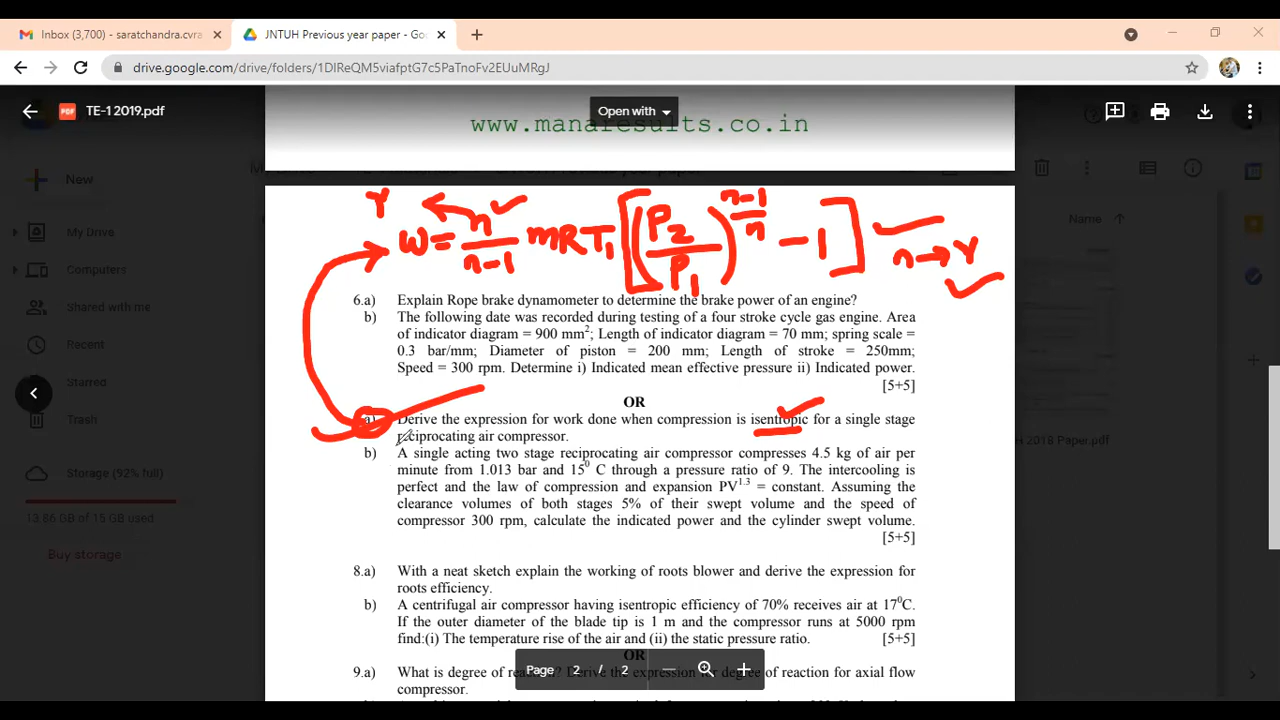 Inbox (3,700) - saratchandra.cvra
JNTUH Previous year paper - Goo
drive.google.com/drive/folders/1DIReQM5viafptG7c5PaTnoFv2EUuMRgJ
TE-1 2019.pdf
Open with
www.manaresults.co.in
New
My Drive
Computers
Shared with me
Recent
Starred
Trash
Storage (92% full)
13.86 GB of 15 GB used
Buy storage
Name
H 2018 Paper.pdf
γ
W = n/n-1 mRT1 [(P2/P1)^n-1/n - 1]
n → γ
6.a) Explain Rope brake dynamometer to determine the brake power of an engine?
b) The following date was recorded during testing of a four stroke cycle gas engine. Area
of indicator diagram = 900 mm2; Length of indicator diagram = 70 mm; spring scale =
0.3 bar/mm; Diameter of piston = 200 mm; Length of stroke = 250mm;
Speed = 300 rpm. Determine i) Indicated mean effective pressure ii) Indicated power.
[5+5]
OR
a) Derive the expression for work done when compression is isentropic for a single stage
reciprocating air compressor.
b) A single acting two stage reciprocating air compressor compresses 4.5 kg of air per
minute from 1.013 bar and 15⁰ C through a pressure ratio of 9. The intercooling is
perfect and the law of compression and expansion PV1.3 = constant. Assuming the
clearance volumes of both stages 5% of their swept volume and the speed of
compressor 300 rpm, calculate the indicated power and the cylinder swept volume.
[5+5]
8.a) With a neat sketch explain the working of roots blower and derive the expression for
roots efficiency.
b) A centrifugal air compressor having isentropic efficiency of 70% receives air at 17⁰C.
If the outer diameter of the blade tip is 1 m and the compressor runs at 5000 rpm
find:(i) The temperature rise of the air and (ii) the static pressure ratio. [5+5]
OR
9.a) What is degree of reaction? Derive the expression for degree of reaction for axial flow
compressor.
Page 2 / 2